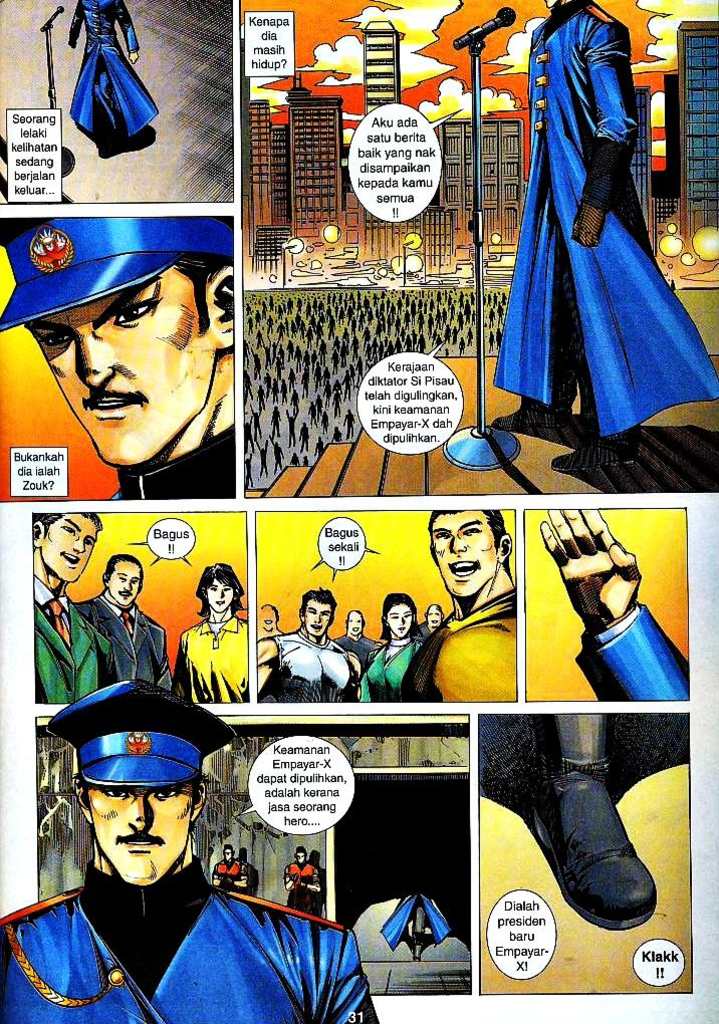 Seorang
lelaki
kelihatan
sedang
berjalan
keluar...
Kenapa
dia
masih
hidup?
Aku ada
satu berita
baik yang nak
disampaikan
kepada kamu
semua
!!
Kerajaan
diktator Si Pisau
telah digulingkan,
kini keamanan
Empayar-X dah
dipulihkan.
Bukankah
dia ialah
Zouk?
Bagus
!!
Bagus
sekali
!!
Keamanan
Empayar-X
dapat dipulihkan,
adalah kerana
jasa seorang
hero....
Dialah
presiden
baru
Empayar-
X!
Klakk
!!
31